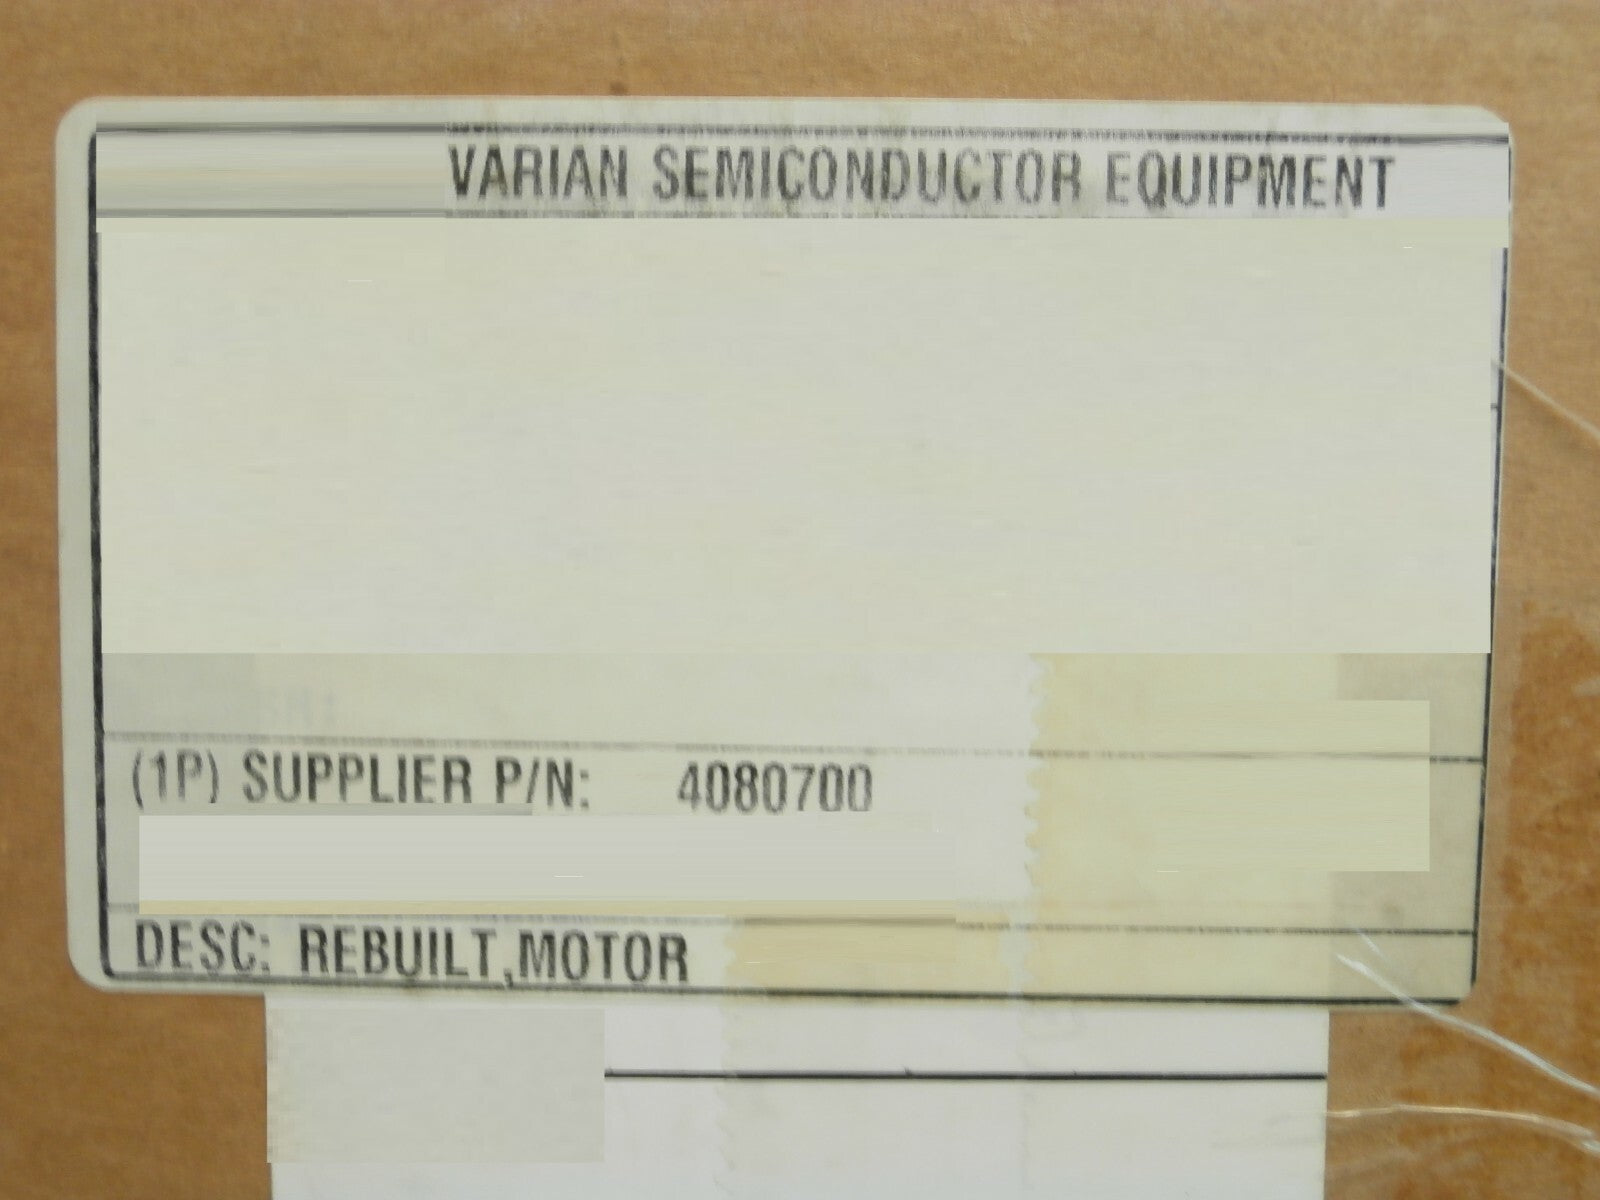 VARIAN SEMICONDUCTOR EQUIPMENT
(1P) SUPPLIER P/N: 4080700
DESC: REBUILT,MOTOR